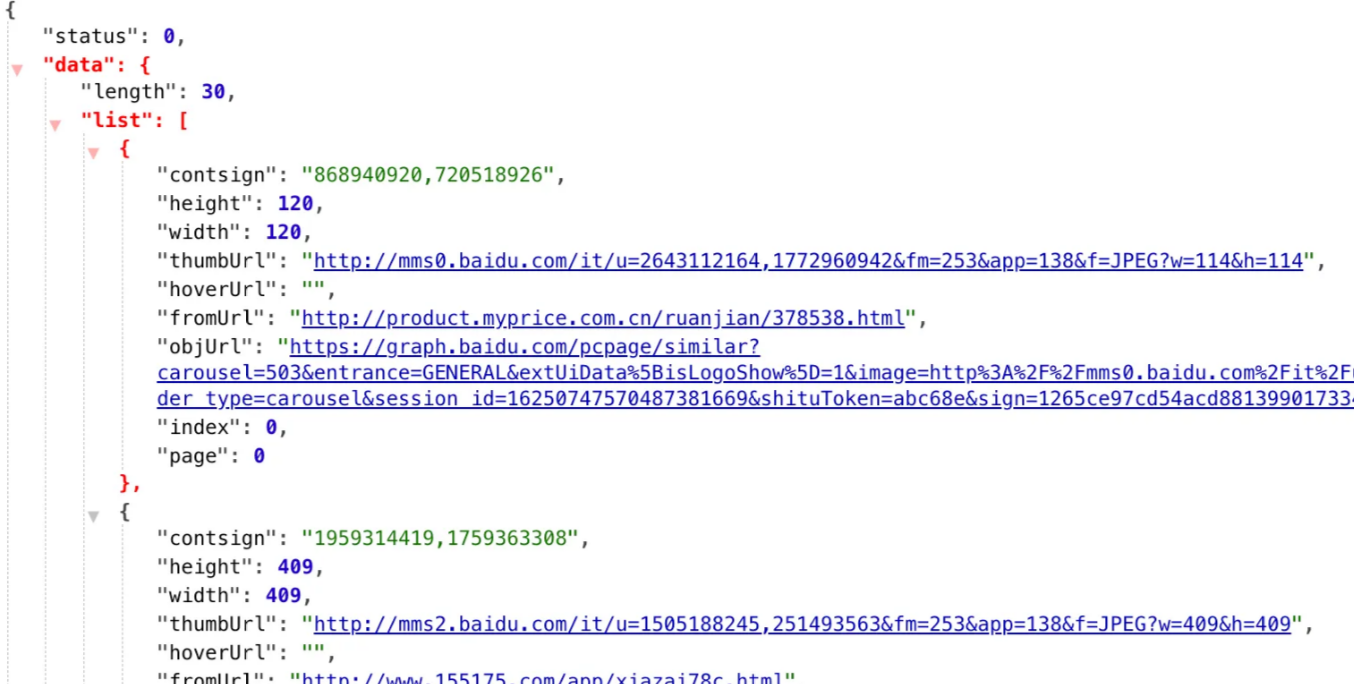 {
"status": 0,
"data": {
"length": 30,
"list": [
{
"contsign": "868940920,720518926",
"height": 120,
"width": 120,
"thumbUrl": "http://mms0.baidu.com/it/u=2643112164,1772960942&fm=253&app=138&f=JPEG?w=114&h=114",
"hoverUrl": "",
"fromUrl": "http://product.myprice.com.cn/ruanjian/378538.html",
"objUrl": "https://graph.baidu.com/pcpage/similar?
carousel=503&entrance=GENERAL&extUiData%5BisLogoShow%5D=1&image=http%3A%2F%2Fmms0.baidu.com%2Fit%2F
der_type=carousel&session_id=16250747570487381669&shituToken=abc68e&sign=1265ce97cd54acd88139901733
"index": 0,
"page": 0
},
{
"contsign": "1959314419,1759363308",
"height": 409,
"width": 409,
"thumbUrl": "http://mms2.baidu.com/it/u=1505188245,251493563&fm=253&app=138&f=JPEG?w=409&h=409",
"hoverUrl": "",
"fromUrl": "http://www.155175.com/app/xiazai78c.html"